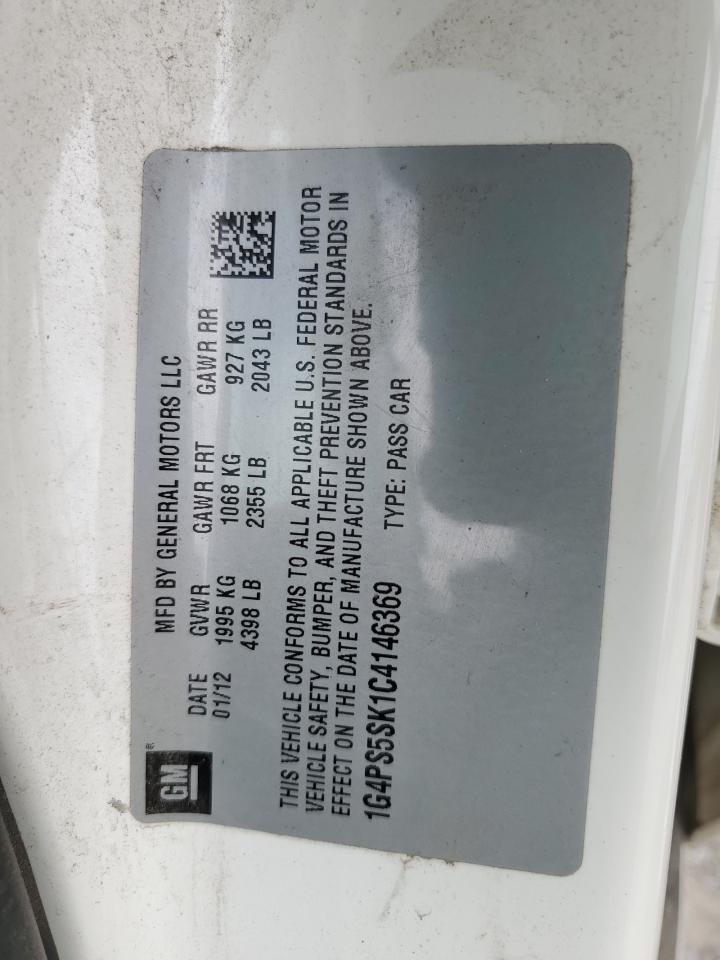 GM®
MFD BY GENERAL MOTORS LLC
DATE GVWR GAWR FRT GAWR RR
01/12 1995 KG 1068 KG 927 KG
4398 LB 2355 LB 2043 LB
THIS VEHICLE CONFORMS TO ALL APPLICABLE U.S. FEDERAL MOTOR
VEHICLE SAFETY, BUMPER, AND THEFT PREVENTION STANDARDS IN
EFFECT ON THE DATE OF MANUFACTURE SHOWN ABOVE.
1G4PS5SK1C4146369 TYPE: PASS CAR